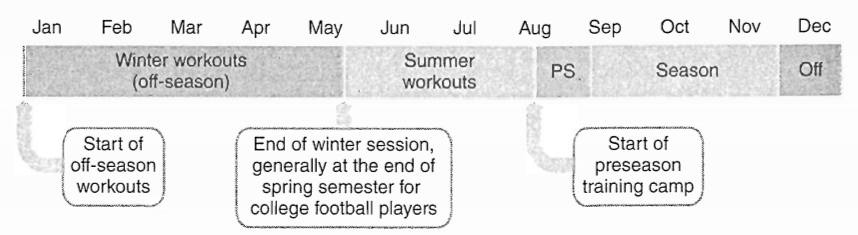 Jan Feb Mar Apr May Jun Jul Aug Sep Oct Nov Dec
Winter workouts
(off-season)
Summer
workouts
PS
Season
Off
Start of
off-season
workouts
End of winter session,
generally at the end of
spring semester for
college football players
Start of
preseason
training camp